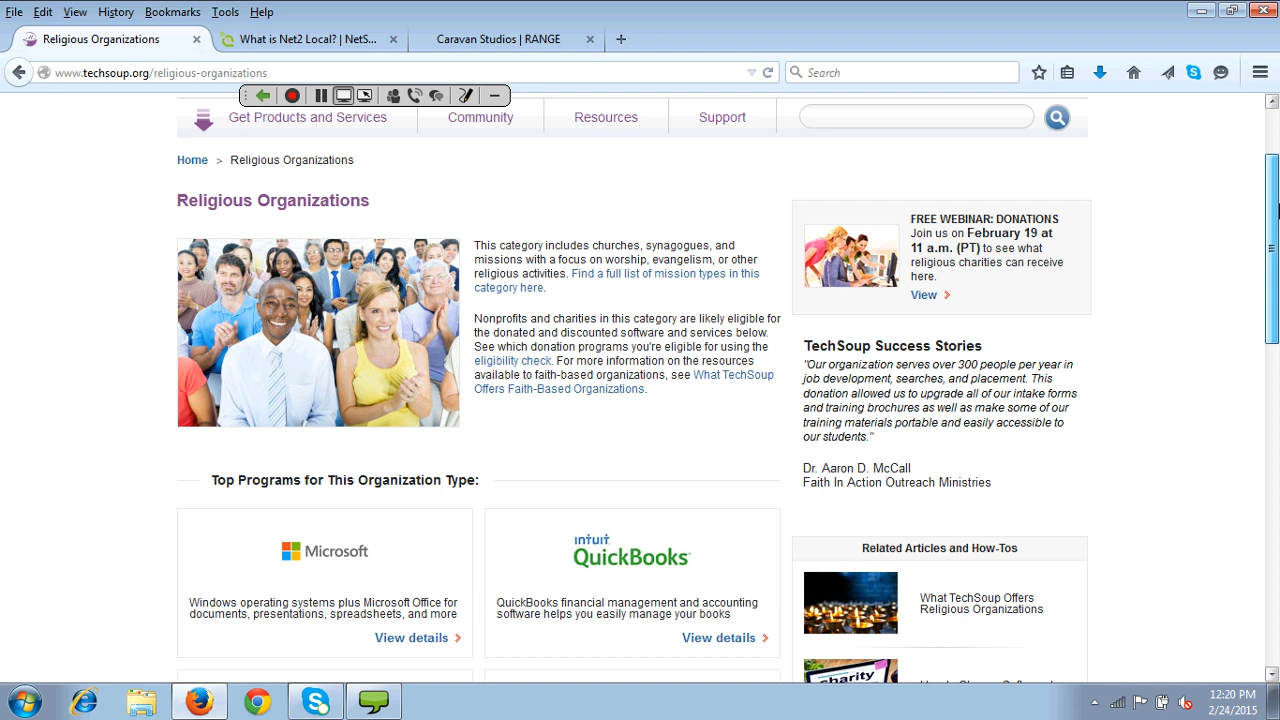 File Edit View History Bookmarks Tools Help
Religious Organizations
What is Net2 Local? | NetS...
Caravan Studios | RANGE
www.techsoup.org/religious-organizations
Search
Get Products and Services
Community
Resources
Support
Home > Religious Organizations
Religious Organizations
This category includes churches, synagogues, and
missions with a focus on worship, evangelism, or other
religious activities. Find a full list of mission types in this
category here.
Nonprofits and charities in this category are likely eligible for
the donated and discounted software and services below.
See which donation programs you're eligible for using the
eligibility check. For more information on the resources
available to faith-based organizations, see What TechSoup
Offers Faith-Based Organizations.
FREE WEBINAR: DONATIONS
Join us on February 19 at
11 a.m. (PT) to see what
religious charities can receive
here.
View
TechSoup Success Stories
"Our organization serves over 300 people per year in
job development, searches, and placement. This
donation allowed us to upgrade all of our intake forms
and training brochures as well as make some of our
training materials portable and easily accessible to
our students."
Dr. Aaron D. McCall
Faith In Action Outreach Ministries
Top Programs for This Organization Type:
Microsoft
Windows operating systems plus Microsoft Office for
documents, presentations, spreadsheets, and more
View details
intuit
QuickBooks
QuickBooks financial management and accounting
software helps you easily manage your books
View details
Related Articles and How-Tos
What TechSoup Offers
Religious Organizations
Charity
12:20 PM
2/24/2015